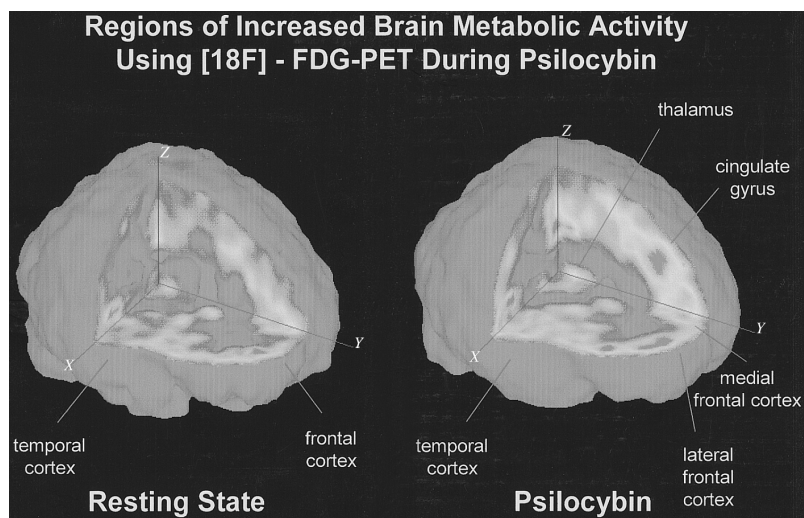 Regions of Increased Brain Metabolic Activity
Using [18F] - FDG-PET During Psilocybin
Z
X
Y
temporal
cortex
frontal
cortex
Resting State
Z
thalamus
cingulate
gyrus
Y
X
medial
frontal cortex
temporal
cortex
lateral
frontal
cortex
Psilocybin